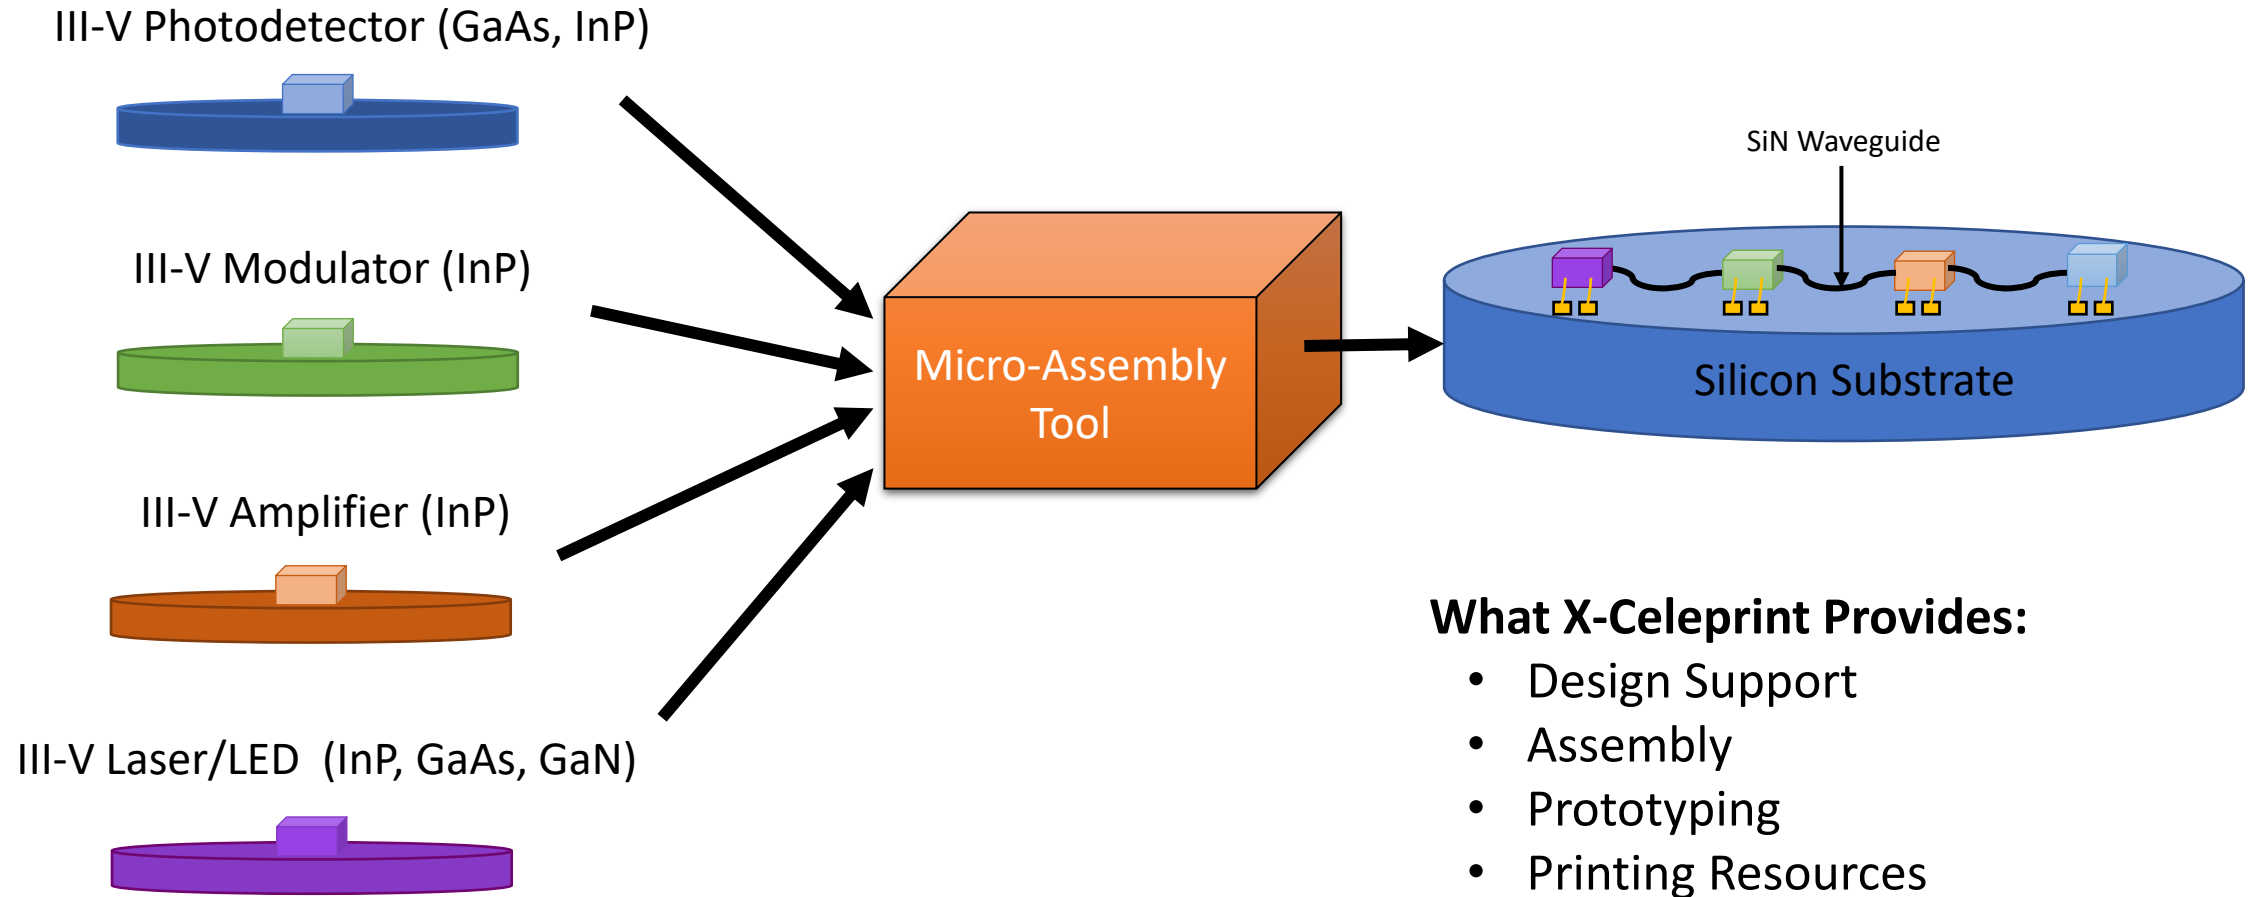 III-V Photodetector (GaAs, InP)
III-V Modulator (InP)
III-V Amplifier (InP)
III-V Laser/LED  (InP, GaAs, GaN)
Micro-Assembly
Tool
SiN Waveguide
Silicon Substrate
What X-Celeprint Provides:
• Design Support
• Assembly
• Prototyping
• Printing Resources